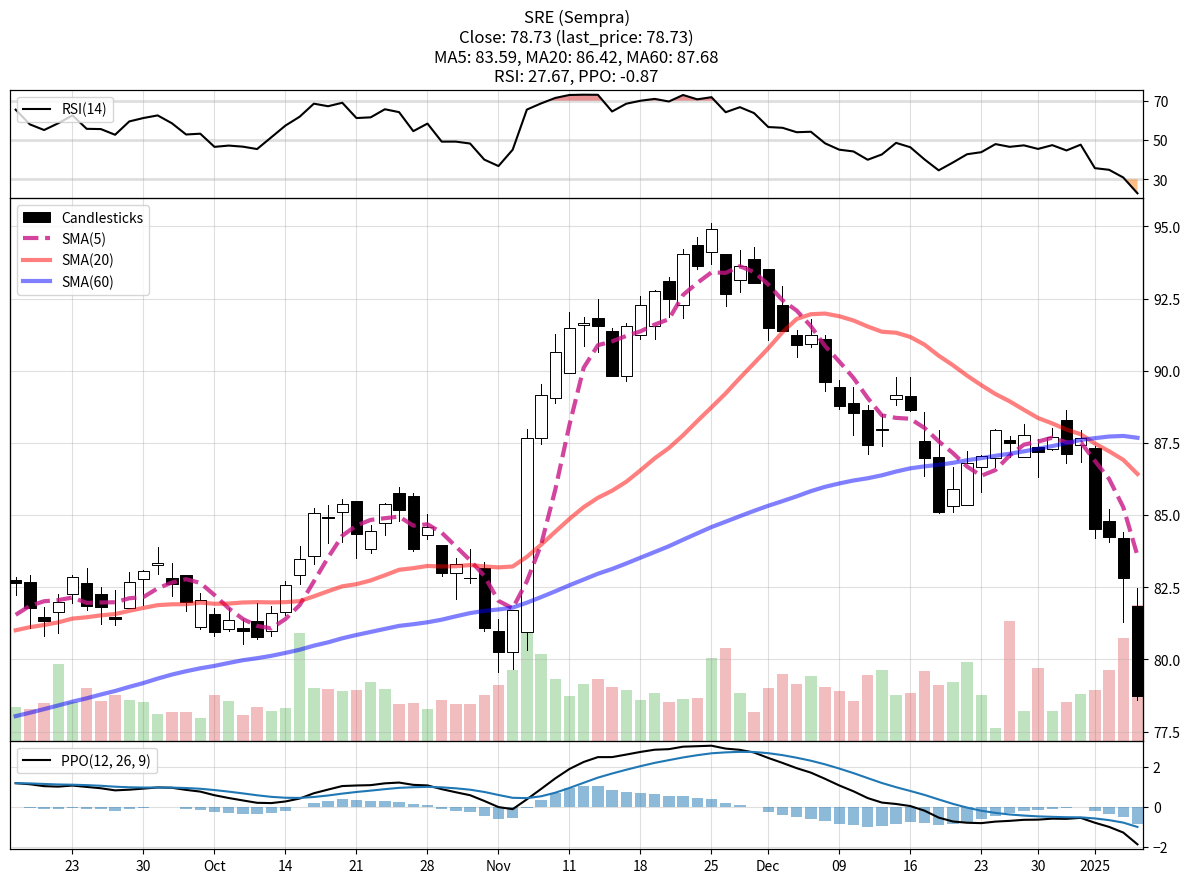 SRE (Sempra)
Close: 78.73 (last_price: 78.73)
MA5: 83.59, MA20: 86.42, MA60: 87.68
RSI: 27.67, PPO: -0.87
RSI(14)
70
50
30
Candlesticks
SMA(5)
SMA(20)
SMA(60)
95.0
92.5
90.0
87.5
85.0
82.5
80.0
77.5
PPO(12, 26, 9)
2
0
−2
23 30 Oct 14 21 28 Nov 11 18 25 Dec 09 16 23 30 2025